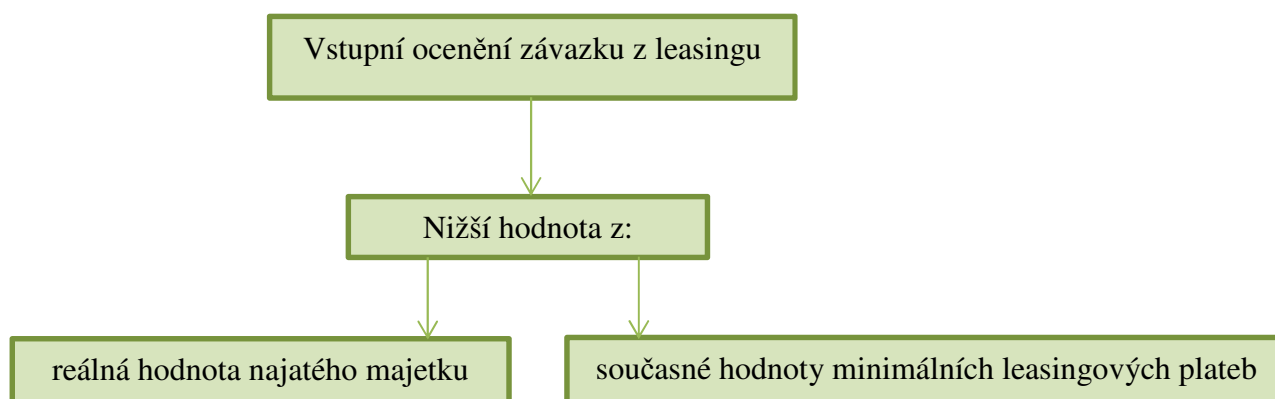 Vstupní ocenění závazku z leasingu
Nižší hodnota z:
reálná hodnota najatého majetku
současné hodnoty minimálních leasingových plateb